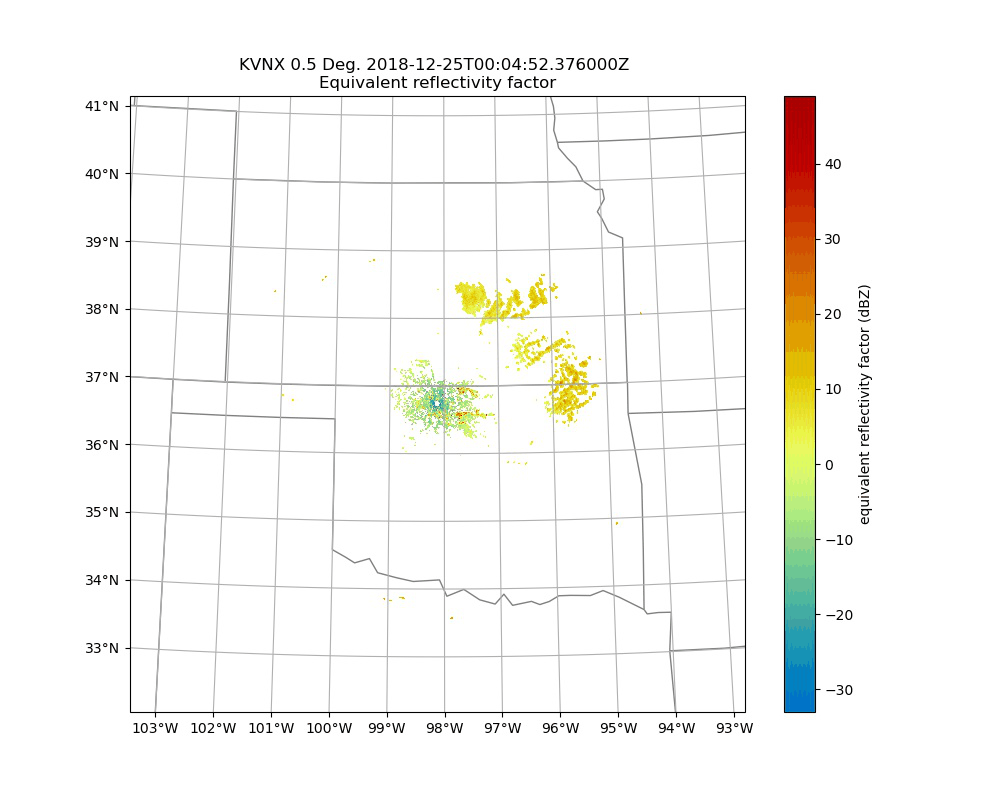 KVNX 0.5 Deg. 2018-12-25T00:04:52.376000Z
Equivalent reflectivity factor
41°N
40°N
39°N
38°N
37°N
36°N
35°N
34°N
33°N
103°W 102°W 101°W 100°W 99°W 98°W 97°W 96°W 95°W 94°W 93°W
40
30
20
10
0
−10
−20
−30
equivalent reflectivity factor (dBZ)